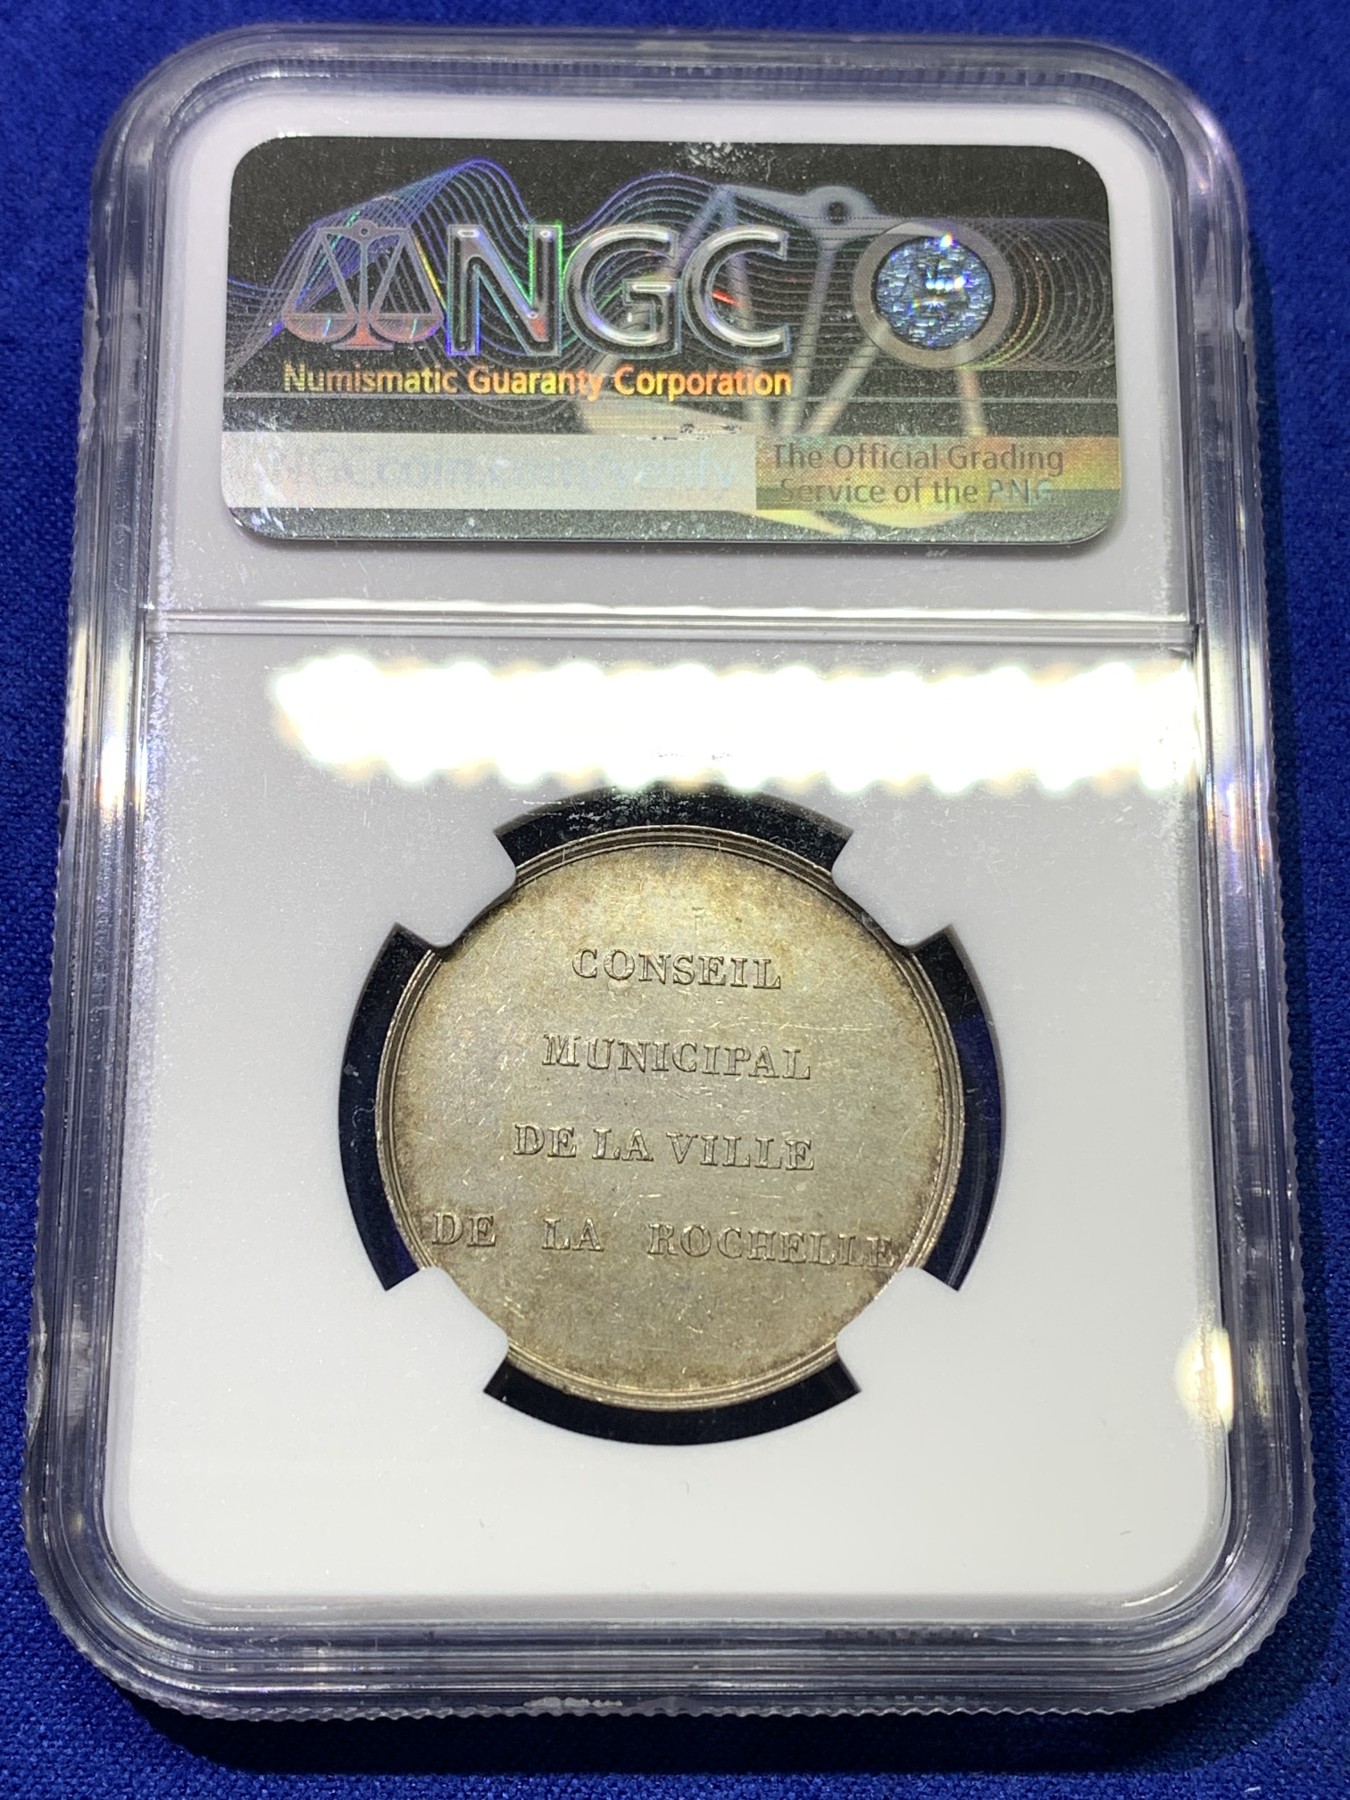 NGC
Numismatic Guaranty Corporation
The Official Grading
Service of the PNG
CONSEIL
MUNICIPAL
DE LA VILLE
DE LA ROCHELLE